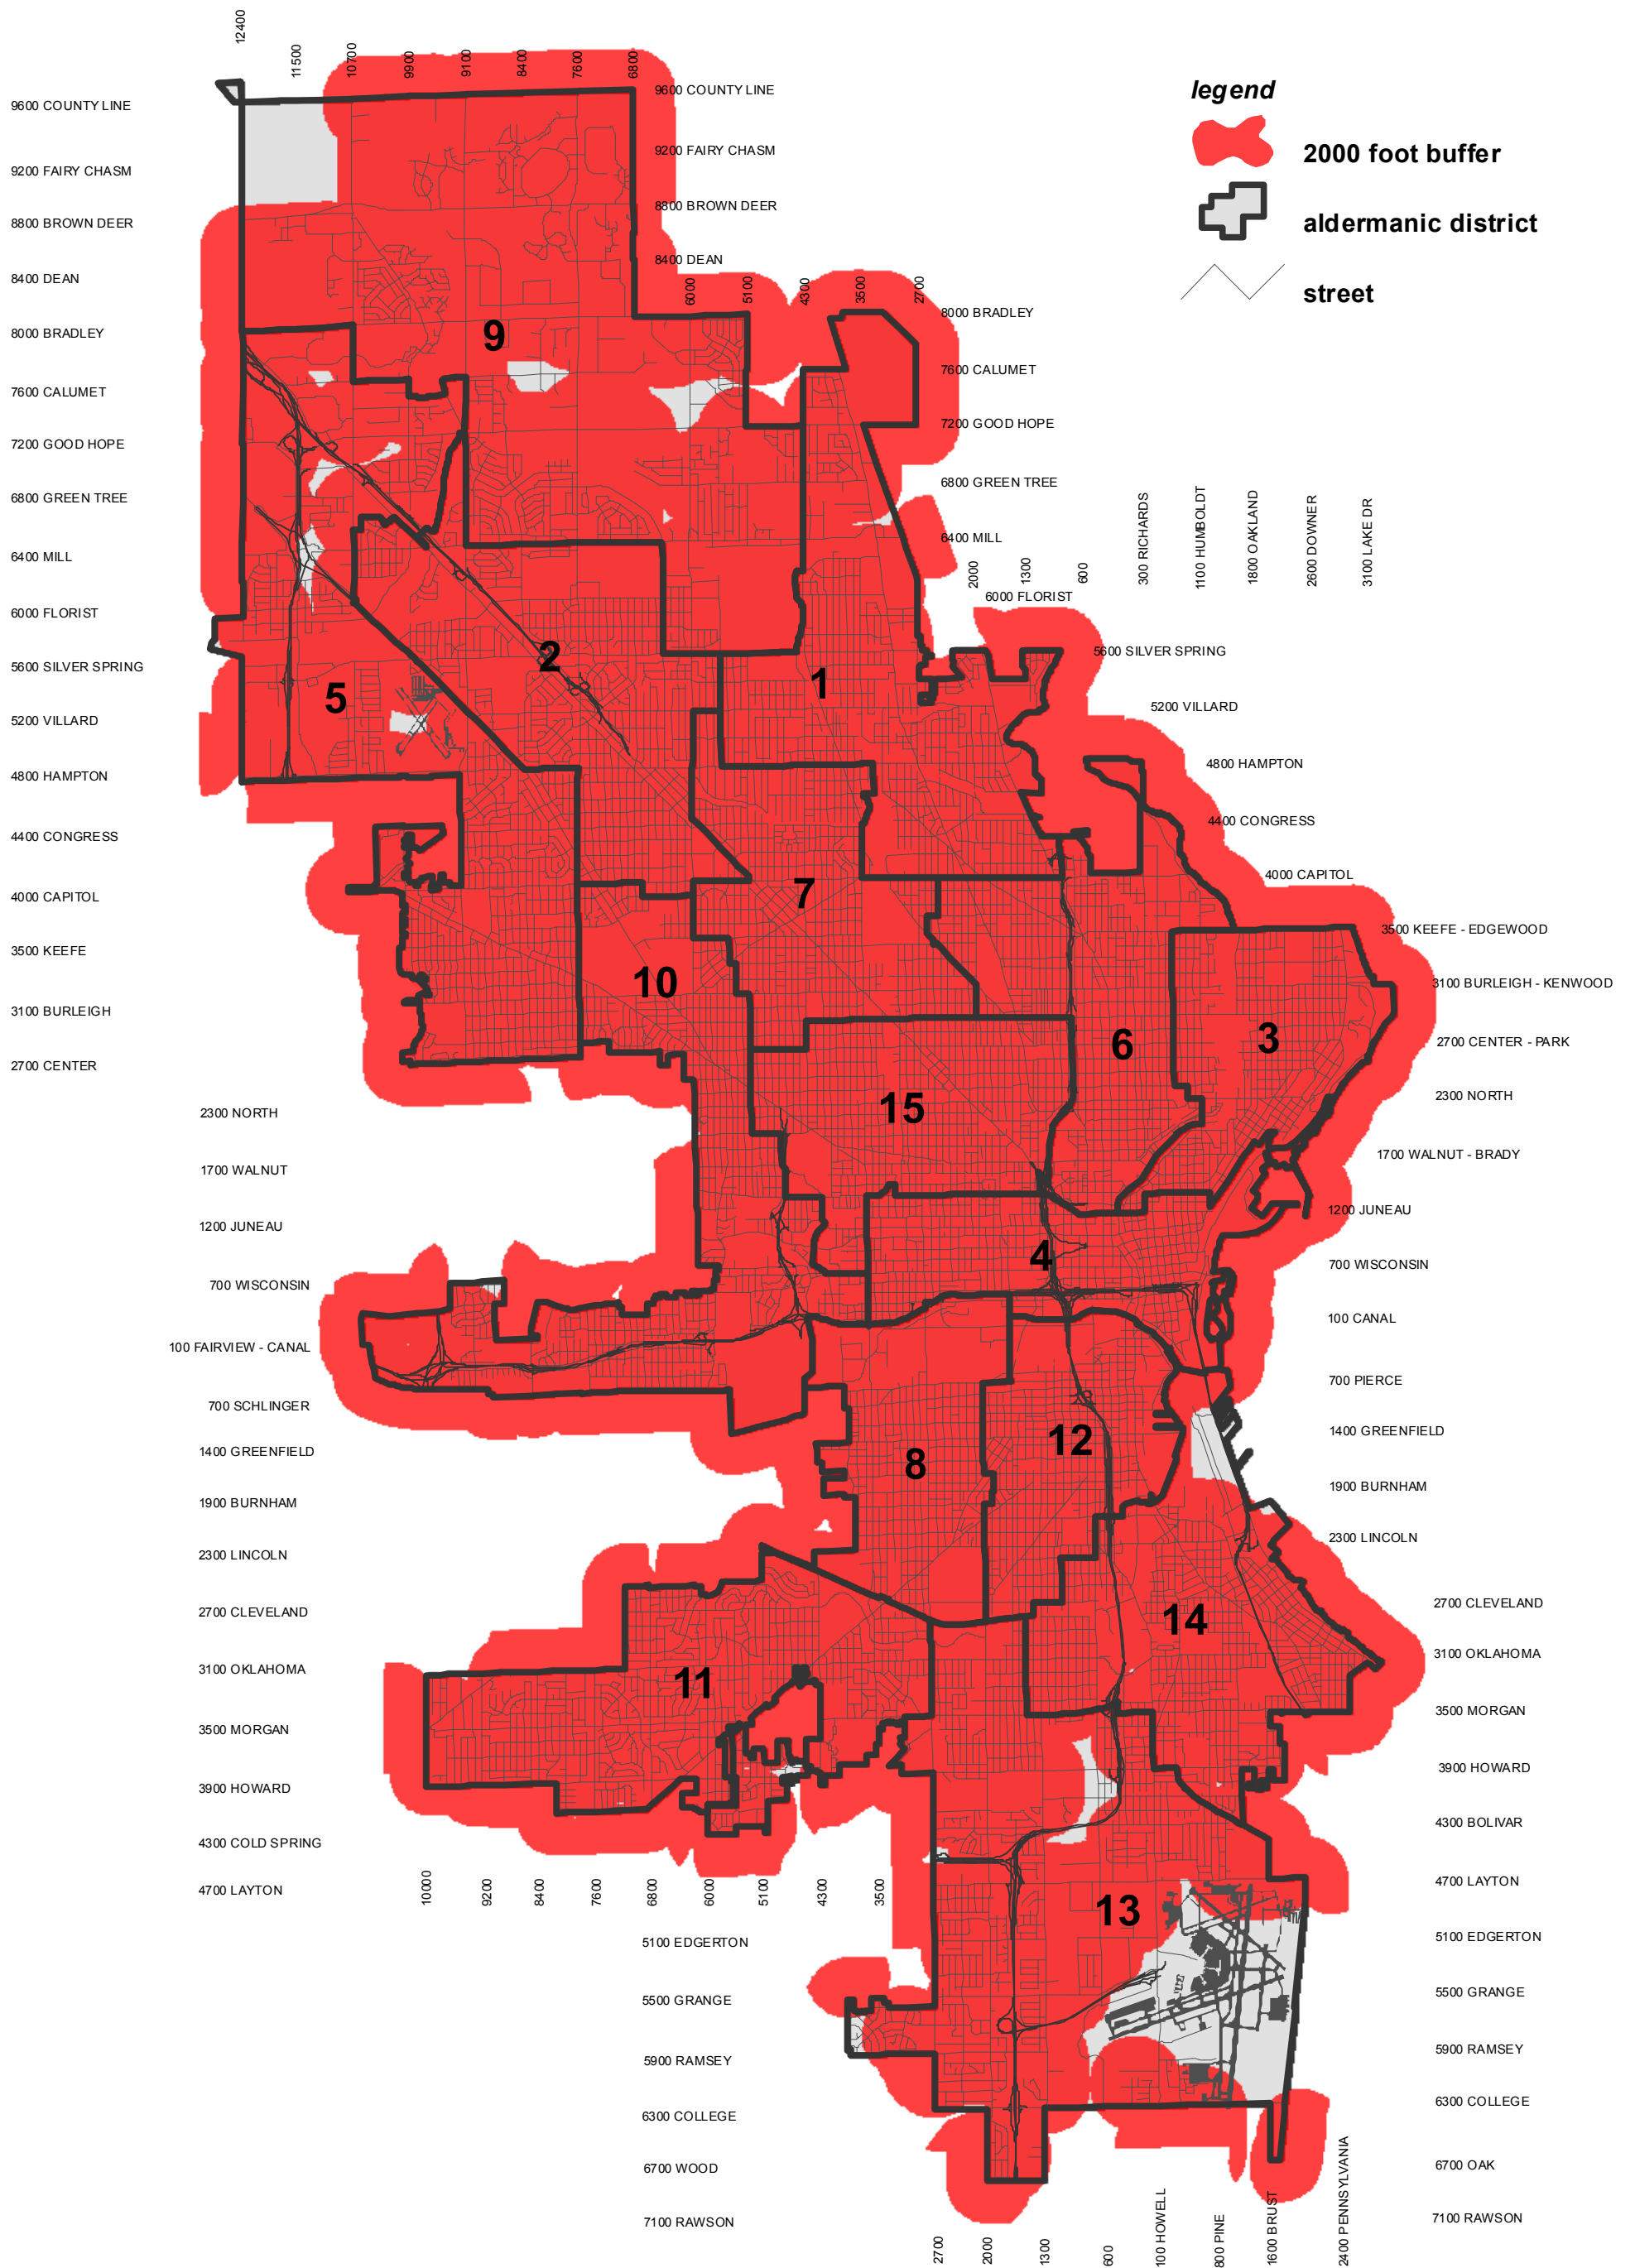 12400
11500
10700
9900
9100
8400
7600
6800
legend
2000 foot buffer
aldermanic district
street
9600 COUNTY LINE
9200 FAIRY CHASM
8800 BROWN DEER
8400 DEAN
8000 BRADLEY
7600 CALUMET
7200 GOOD HOPE
6800 GREEN TREE
6400 MILL
6000 FLORIST
5600 SILVER SPRING
5200 VILLARD
4800 HAMPTON
4400 CONGRESS
4000 CAPITOL
3500 KEEFE
3100 BURLEIGH
2700 CENTER
2300 NORTH
1700 WALNUT
1200 JUNEAU
700 WISCONSIN
100 FAIRVIEW - CANAL
700 SCHLINGER
1400 GREENFIELD
1900 BURNHAM
2300 LINCOLN
2700 CLEVELAND
3100 OKLAHOMA
3500 MORGAN
3900 HOWARD
4300 COLD SPRING
4700 LAYTON
9600 COUNTY LINE
9200 FAIRY CHASM
8800 BROWN DEER
8400 DEAN
6000
5100
4300
3500
2700
8000 BRADLEY
7600 CALUMET
7200 GOOD HOPE
6800 GREEN TREE
6400 MILL
2000
1300
600
300 RICHARDS
1100 HUMBOLDT
1800 OAKLAND
2600 DOWNER
3100 LAKE DR
6000 FLORIST
5600 SILVER SPRING
5200 VILLARD
4800 HAMPTON
4400 CONGRESS
4000 CAPITOL
3500 KEEFE - EDGEWOOD
3100 BURLEIGH - KENWOOD
2700 CENTER - PARK
2300 NORTH
1700 WALNUT - BRADY
1200 JUNEAU
700 WISCONSIN
100 CANAL
700 PIERCE
1400 GREENFIELD
1900 BURNHAM
2300 LINCOLN
2700 CLEVELAND
3100 OKLAHOMA
3500 MORGAN
3900 HOWARD
4300 BOLIVAR
4700 LAYTON
5100 EDGERTON
5500 GRANGE
5900 RAMSEY
6300 COLLEGE
6700 OAK
7100 RAWSON
9
2
1
5
7
10
6
3
15
4
12
8
14
11
13
10000
9200
8400
7600
6800
6000
5100
4300
3500
5100 EDGERTON
5500 GRANGE
5900 RAMSEY
6300 COLLEGE
6700 WOOD
7100 RAWSON
2700
2000
1300
600
100 HOWELL
800 PINE
1600 BRUST
2400 PENNSYLVANIA